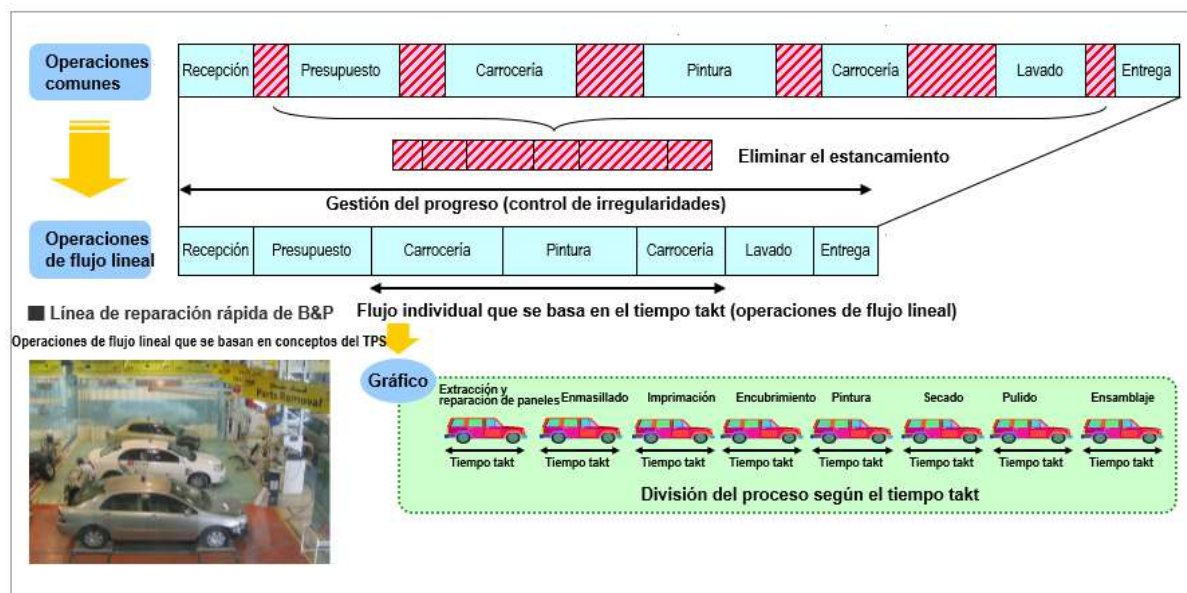 Operaciones
comunes
Recepción
Presupuesto
Carrocería
Pintura
Carrocería
Lavado
Entrega
Eliminar el estancamiento
Gestión del progreso (control de irregularidades)
Operaciones
de flujo lineal
Recepción
Presupuesto
Carrocería
Pintura
Carrocería
Lavado
Entrega
Línea de reparación rápida de B&P
Flujo individual que se basa en el tiempo takt (operaciones de flujo lineal)
Operaciones de flujo lineal que se basan en conceptos del TPS
Parts Removal
Gráfico
Extracción y
reparación de paneles
Enmasillado
Imprimación
Encubrimiento
Pintura
Secado
Pulido
Ensamblaje
Tiempo takt
Tiempo takt
Tiempo takt
Tiempo takt
Tiempo takt
Tiempo takt
Tiempo takt
Tiempo takt
División del proceso según el tiempo takt